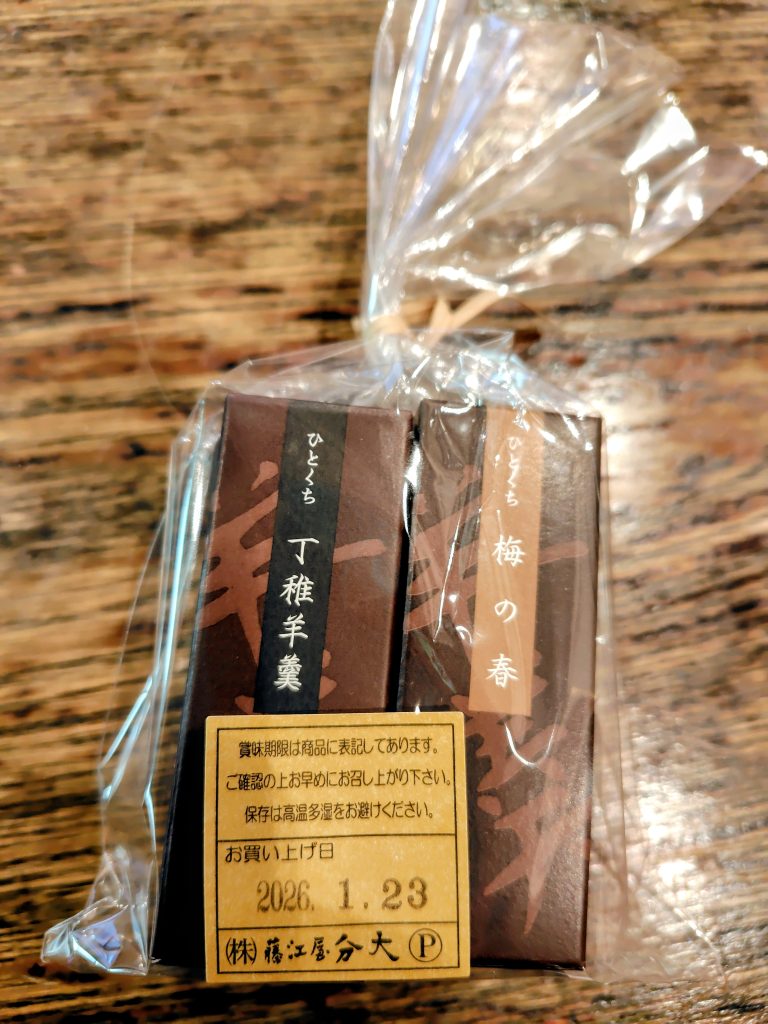 ひとくち 丁稚羊羹
ひとくち 梅の春
賞味期限は商品に表記してあります。
ご確認の上お早めにお召し上がり下さい。
保存は高温多湿をお避けください。
お買い上げ日
2026. 1. 23
(株) 藤江屋分大 Ⓟ